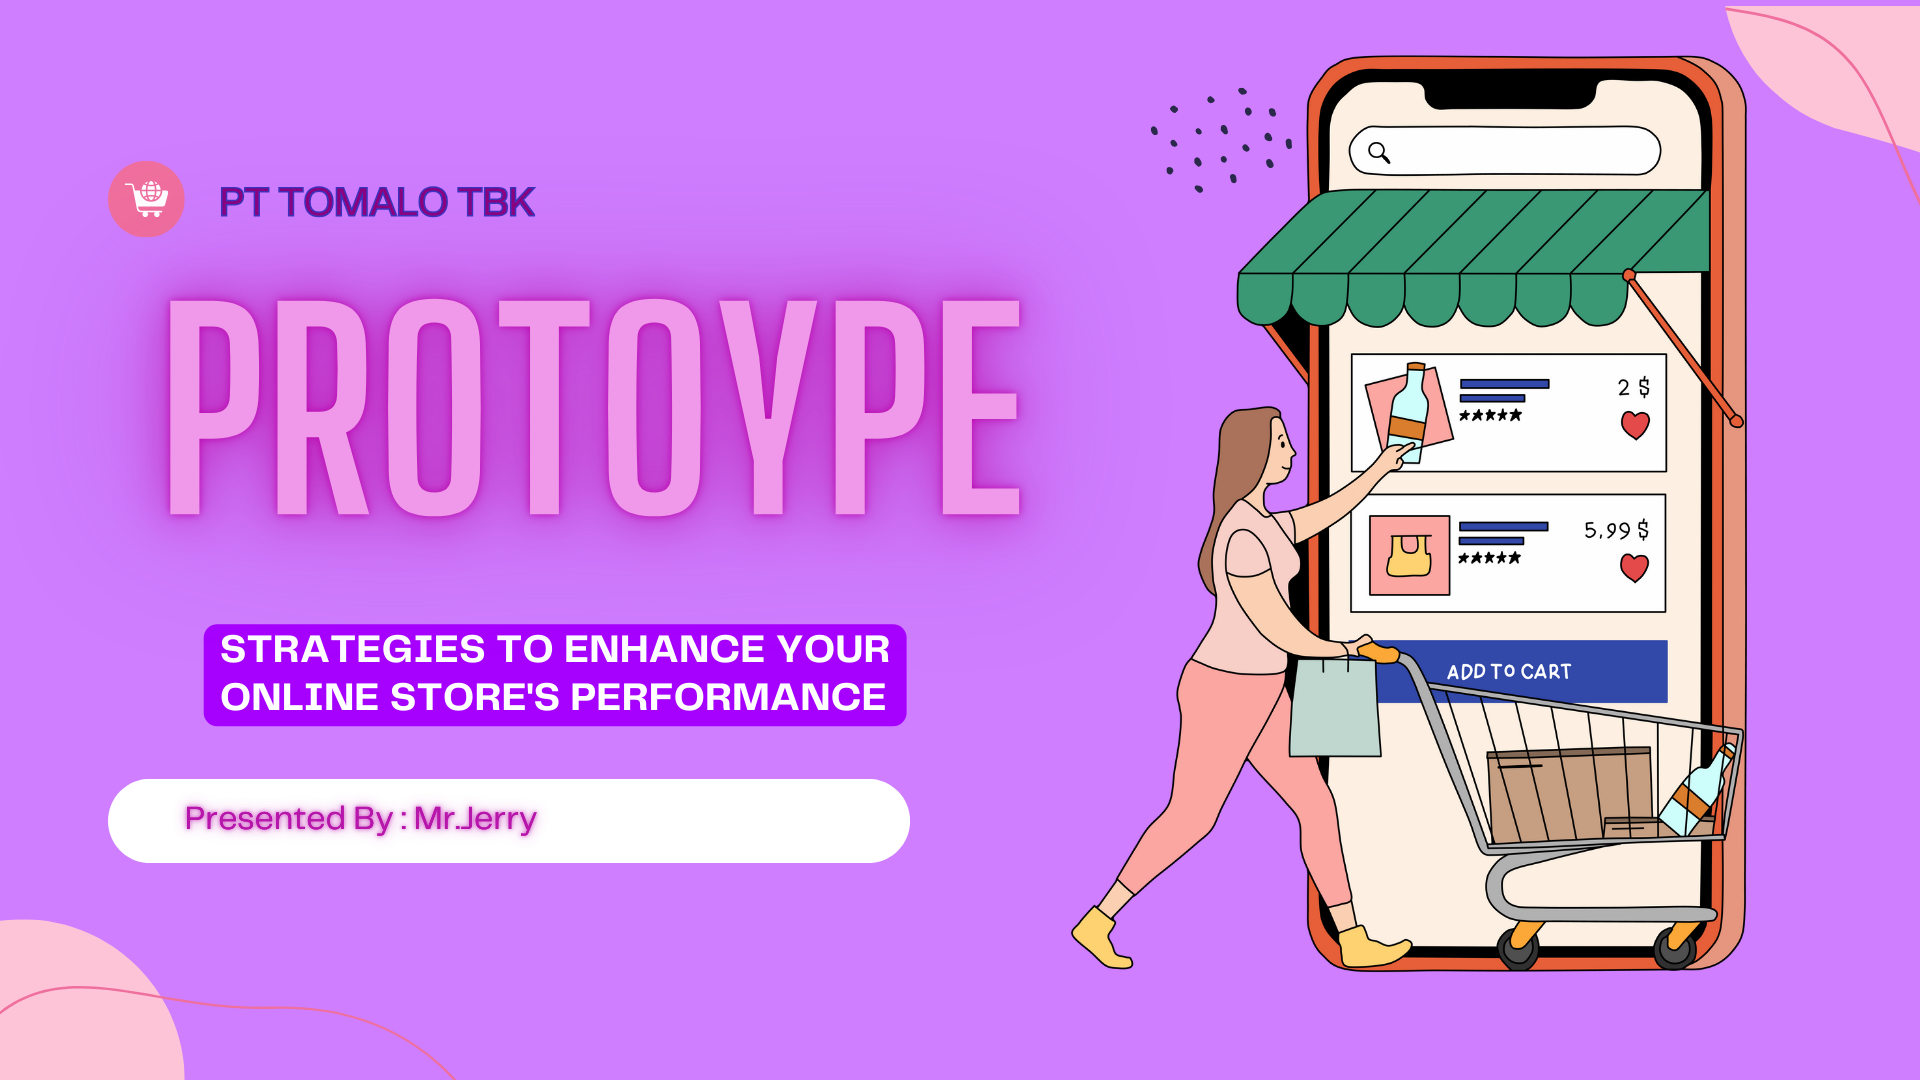 PT TOMALO TBK
PROTOYPE
STRATEGIES TO ENHANCE YOUR
ONLINE STORE'S PERFORMANCE
Presented By : Mr.Jerry
2 $
5,99 $
ADD TO CART